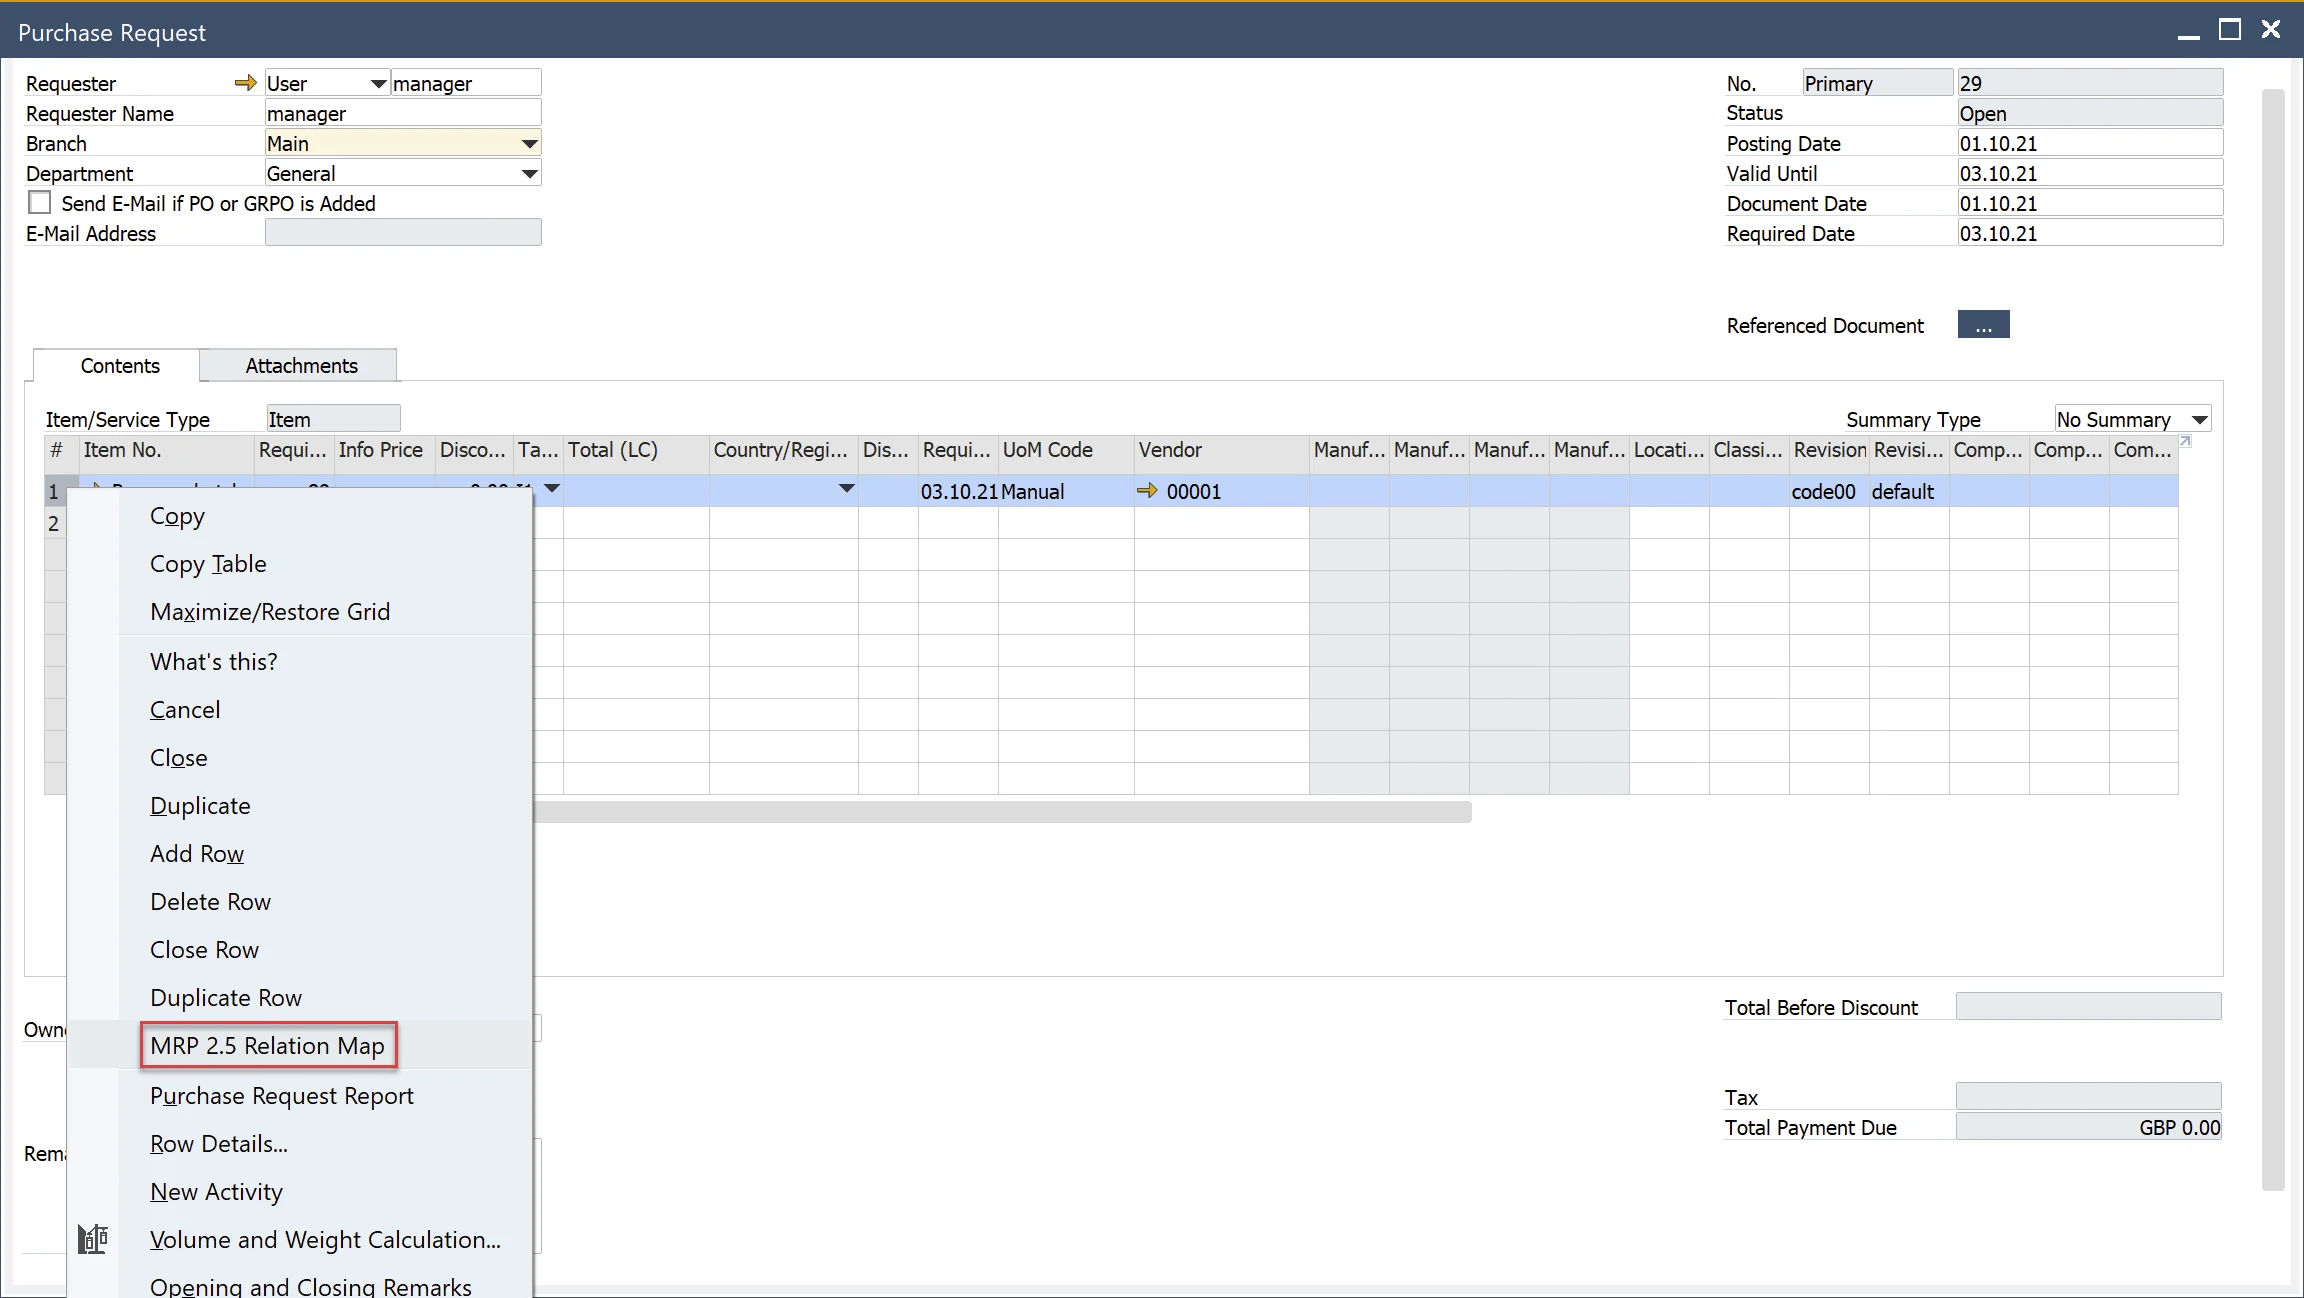 Purchase Request
Requester User manager
Requester Name manager
Branch Main
Department General
Send E-Mail if PO or GRPO is Added
E-Mail Address
No. Primary 29
Status Open
Posting Date 01.10.21
Valid Until 03.10.21
Document Date 01.10.21
Required Date 03.10.21
Referenced Document ...
Contents Attachments
Item/Service Type Item
Summary Type No Summary
# Item No. Requi... Info Price Disco... Ta... Total (LC) Country/Regi... Dis... Requi... UoM Code Vendor Manuf... Manuf... Manuf... Manuf... Locati... Classi... Revision Revisi... Comp... Comp... Com...
1 03.10.21 Manual 00001 code00 default
2
Copy
Copy Table
Maximize/Restore Grid
What's this?
Cancel
Close
Duplicate
Add Row
Delete Row
Close Row
Duplicate Row
MRP 2.5 Relation Map
Purchase Request Report
Row Details...
New Activity
Volume and Weight Calculation...
Opening and Closing Remarks
Owne
Rema
Total Before Discount
Tax
Total Payment Due GBP 0.00